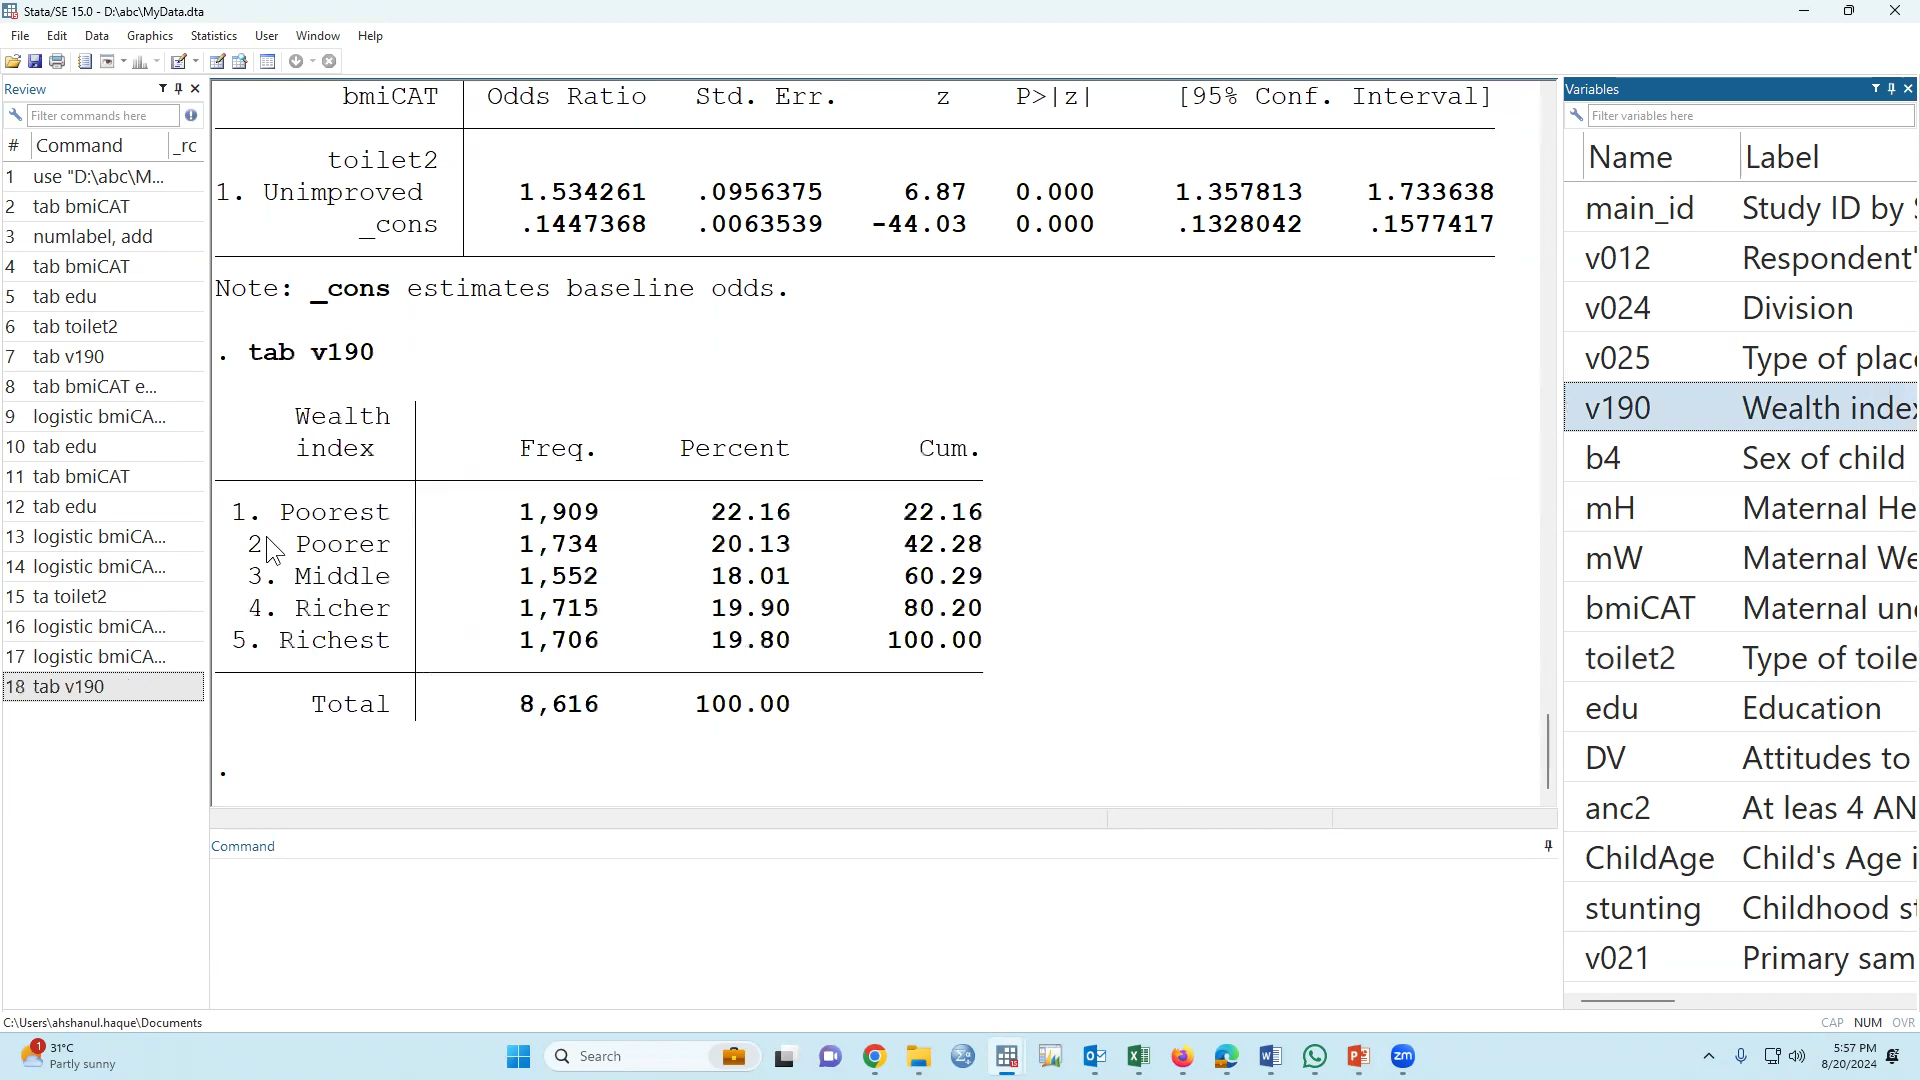 Stata/SE 15.0 - D:\abc\MyData.dta
File Edit Data Graphics Statistics User Window Help
Review
Filter commands here
# Command _rc
1 use "D:\abc\M...
2 tab bmiCAT
3 numlabel, add
4 tab bmiCAT
5 tab edu
6 tab toilet2
7 tab v190
8 tab bmiCAT e...
9 logistic bmiCA...
10 tab edu
11 tab bmiCAT
12 tab edu
13 logistic bmiCA...
14 logistic bmiCA...
15 ta toilet2
16 logistic bmiCA...
17 logistic bmiCA...
18 tab v190
bmiCAT Odds Ratio Std. Err. z P>|z| [95% Conf. Interval]
toilet2
1. Unimproved 1.534261 .0956375 6.87 0.000 1.357813 1.733638
_cons .1447368 .0063539 -44.03 0.000 .1328042 .1577417
Note: _cons estimates baseline odds.
. tab v190
Wealth
index Freq. Percent Cum.
1. Poorest 1,909 22.16 22.16
2. Poorer 1,734 20.13 42.28
3. Middle 1,552 18.01 60.29
4. Richer 1,715 19.90 80.20
5. Richest 1,706 19.80 100.00
Total 8,616 100.00
.
Command
Variables
Filter variables here
Name Label
main_id Study ID by
v012 Respondent'
v024 Division
v025 Type of plac
v190 Wealth index
b4 Sex of child
mH Maternal He
mW Maternal We
bmiCAT Maternal un
toilet2 Type of toile
edu Education
DV Attitudes to
anc2 At leas 4 AN
ChildAge Child's Age i
stunting Childhood st
v021 Primary sam
C:\Users\ahshanul.haque\Documents
CAP NUM OVR
1
31°C
Partly sunny
Search
zm
5:57 PM
8/20/2024